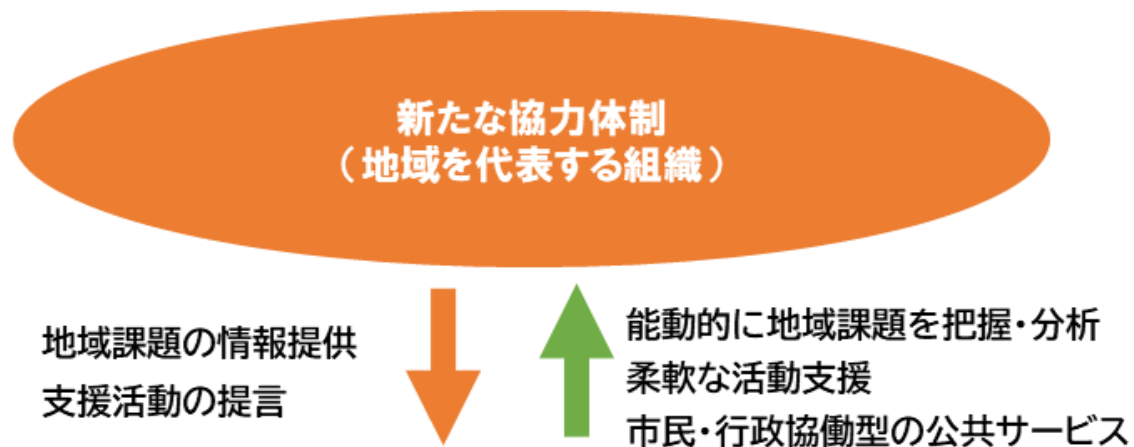 新たな協力体制
（地域を代表する組織）
地域課題の情報提供
支援活動の提言
能動的に地域課題を把握・分析
柔軟な活動支援
市民・行政協働型の公共サービス